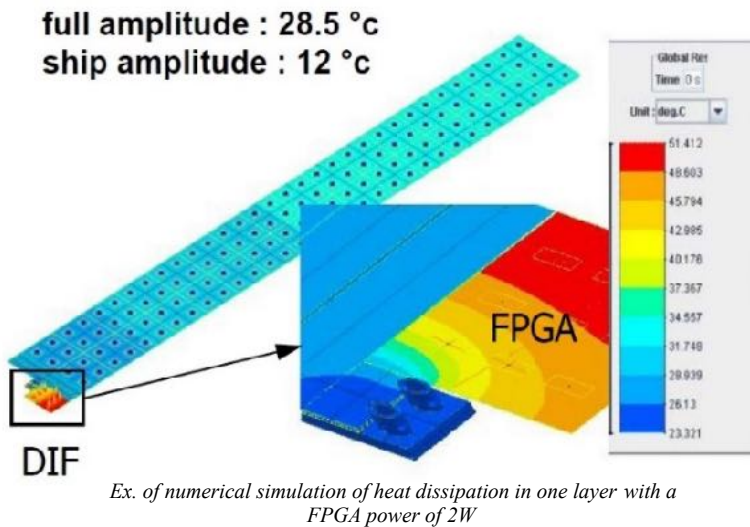 full amplitude : 28.5 °c
ship amplitude : 12 °c
Global Res
Time 0 s
Unit : deg.C
51.412
48.603
45.794
42.985
40.176
37.367
34.557
31.748
28.939
26.13
23.321
FPGA
DIF
Ex. of numerical simulation of heat dissipation in one layer with a
FPGA power of 2W